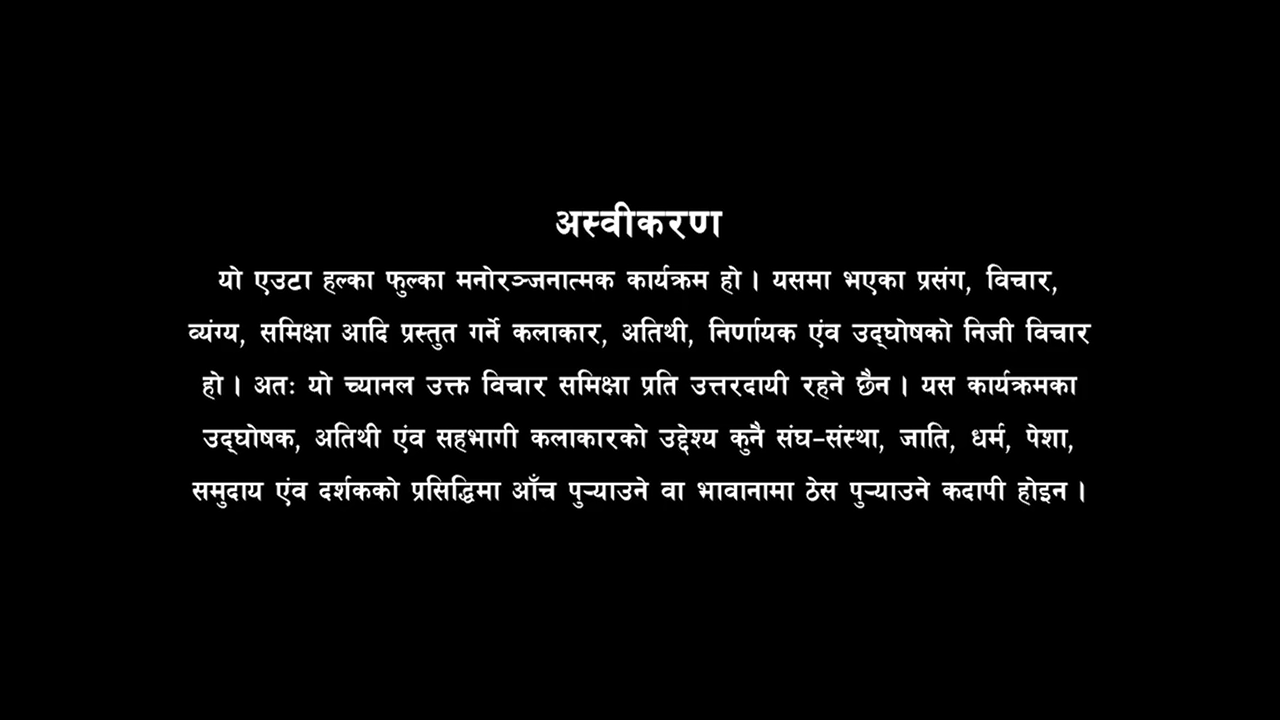 अस्वीकरण
यो एउटा हल्का फुल्का मनोरञ्जनात्मक कार्यक्रम हो । यसमा भएका प्रसंग, विचार,
व्यंग्य, समिक्षा आदि प्रस्तुत गर्ने कलाकार, अतिथी, निर्णायक एंव उद्घोषको निजी विचार
हो । अतः यो च्यानल उक्त विचार समिक्षा प्रति उत्तरदायी रहने छैन । यस कार्यक्रमका
उद्घोषक, अतिथी एंव सहभागी कलाकारको उद्देश्य कुनै संघ-संस्था, जाति, धर्म, पेशा,
समुदाय एंव दर्शकको प्रसिद्धिमा आँच पुर्‍याउने वा भावानामा ठेस पुर्‍याउने कदापी होइन ।